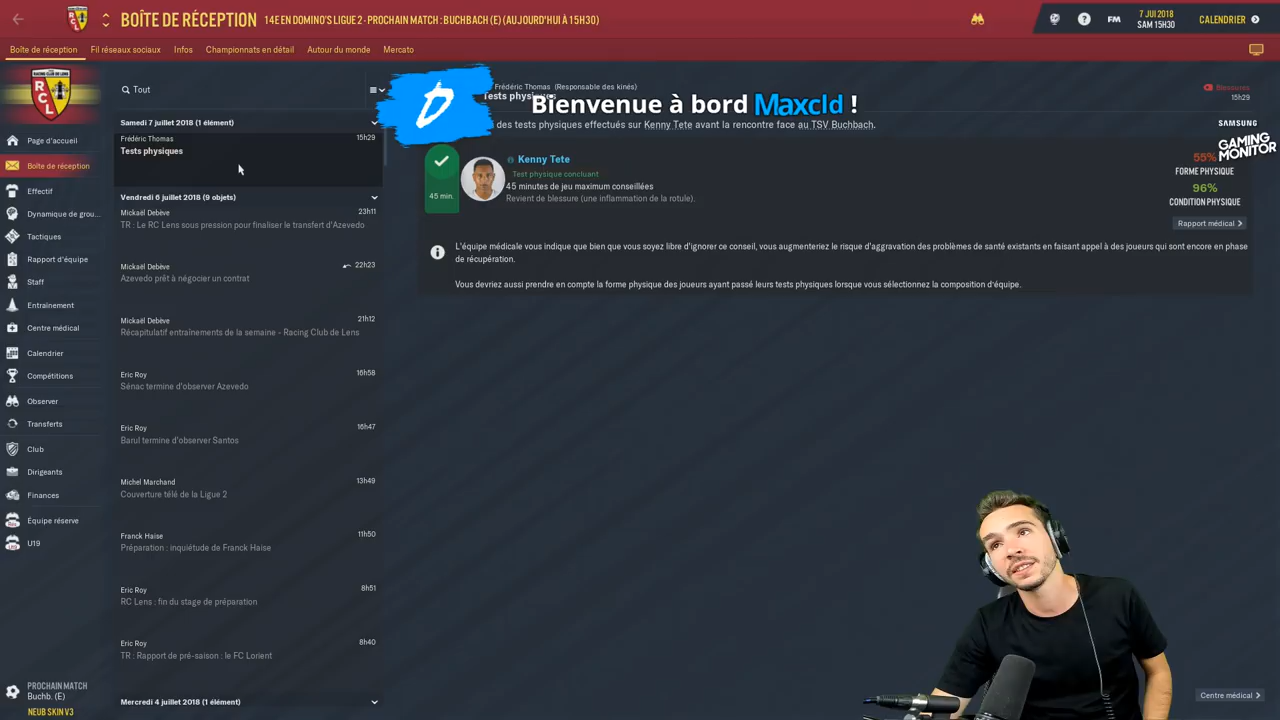 BOÎTE DE RÉCEPTION
14E EN DOMINO'S LIGUE 2 - PROCHAIN MATCH : BUCHBACH (E) (AUJOURD'HUI À 15H30)
FM
7 JUI 2018
SAM 15H30
CALENDRIER
Boîte de réception
Fil réseaux sociaux
Infos
Championnats en détail
Autour du monde
Mercato
RACING CLUB DE LENS
RCL
Page d'accueil
Boîte de réception
Effectif
Dynamique de grou...
Tactiques
Rapport d'équipe
Staff
Entraînement
Centre médical
Calendrier
Compétitions
Observer
Transferts
Club
Dirigeants
Finances
Équipe réserve
U19
PROCHAIN MATCH
Buchb. (E)
NEUB SKIN V3
Tout
Samedi 7 juillet 2018 (1 élément)
Frédéric Thomas 15h29
Tests physiques
Vendredi 6 juillet 2018 (9 objets)
Mickaël Debève 23h11
TR : Le RC Lens sous pression pour finaliser le transfert d'Azevedo
Mickaël Debève 22h23
Azevedo prêt à négocier un contrat
Mickaël Debève 21h12
Récapitulatif entraînements de la semaine - Racing Club de Lens
Eric Roy 16h58
Sénac termine d'observer Azevedo
Eric Roy 16h47
Barul termine d'observer Santos
Michel Marchand 13h49
Couverture télé de la Ligue 2
Franck Haise 11h50
Préparation : inquiétude de Franck Haise
Eric Roy 8h51
RC Lens : fin du stage de préparation
Eric Roy 8h40
TR : Rapport de pré-saison : le FC Lorient
Mercredi 4 juillet 2018 (1 élément)
Frédéric Thomas (Responsable des kinés)
Tests physiques
Bienvenue à bord Maxcld !
des tests physiques effectués sur Kenny Tete avant la rencontre face au TSV Buchbach.
Blessures
15h29
SAMSUNG
GAMING
MONITOR
45 min.
Kenny Tete
Test physique concluant
45 minutes de jeu maximum conseillées
Revient de blessure (une inflammation de la rotule).
55%
FORME PHYSIQUE
96%
CONDITION PHYSIQUE
Rapport médical
L'équipe médicale vous indique que bien que vous soyez libre d'ignorer ce conseil, vous augmenteriez le risque d'aggravation des problèmes de santé existants en faisant appel à des joueurs qui sont encore en phase
de récupération.
Vous devriez aussi prendre en compte la forme physique des joueurs ayant passé leurs tests physiques lorsque vous sélectionnez la composition d'équipe.
Centre médical